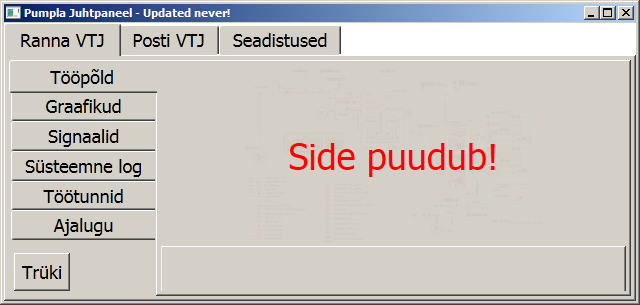 Pumpla Juhtpaneel - Updated never!
Ranna VTJ Posti VTJ Seadistused
Tööpõld
Graafikud
Signaalid
Süsteemne log
Töötunnid
Ajalugu
Trüki
Side puudub!